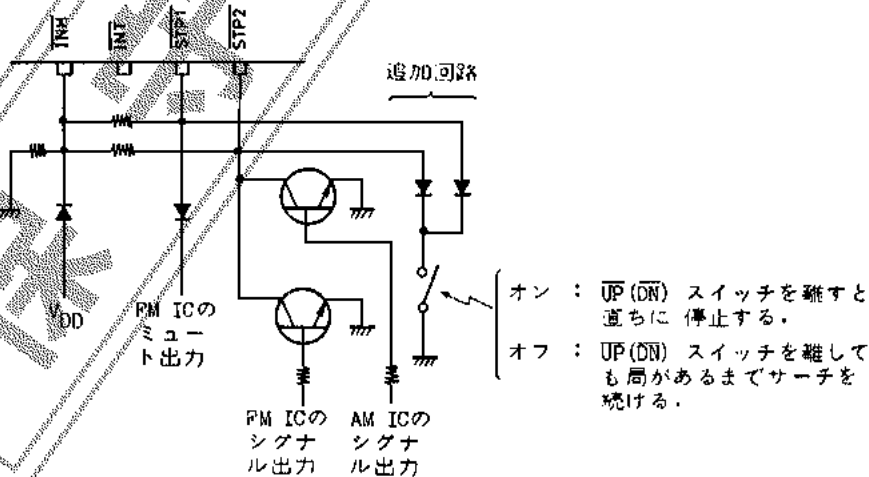 INH
INT
STP1
STP2
追加回路
VDD
FM ICの
ミュー
ト出力
FM ICの
シグナ
ル出力
AM ICの
シグナ
ル出力
オン : UP(DN) スイッチを離すと
直ちに 停止する.
オフ : UP(DN) スイッチを離して
も局があるまでサーチを
続ける.